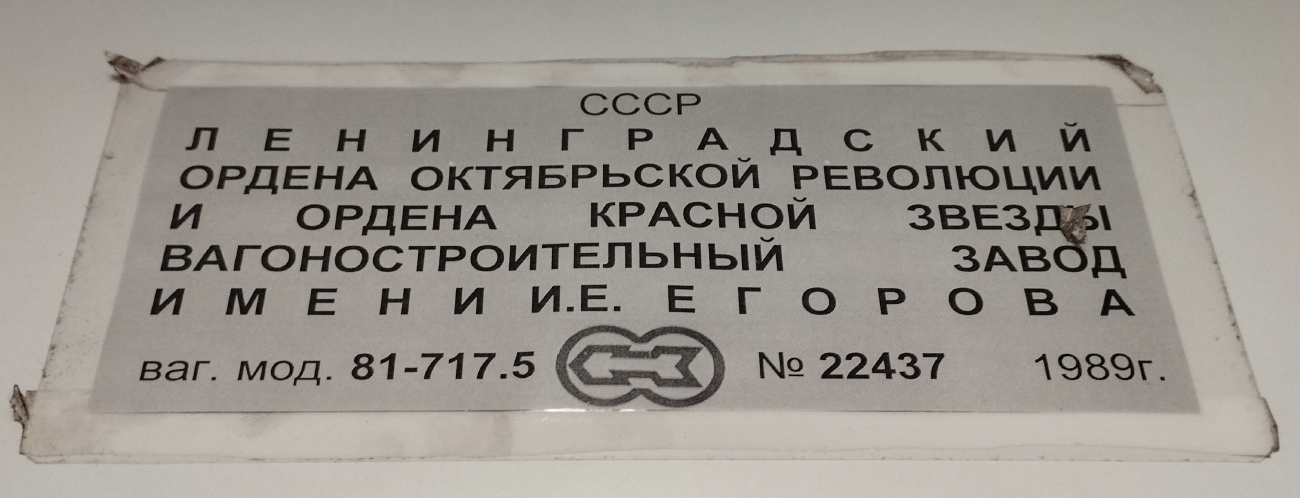 СССР
ЛЕНИНГРАДСКИЙ
ОРДЕНА ОКТЯБРЬСКОЙ РЕВОЛЮЦИИ
И ОРДЕНА КРАСНОЙ ЗВЕЗДЫ
ВАГОНОСТРОИТЕЛЬНЫЙ ЗАВОД
ИМЕНИ И.Е. ЕГОРОВА
ваг. мод. 81-717.5 № 22437 1989г.